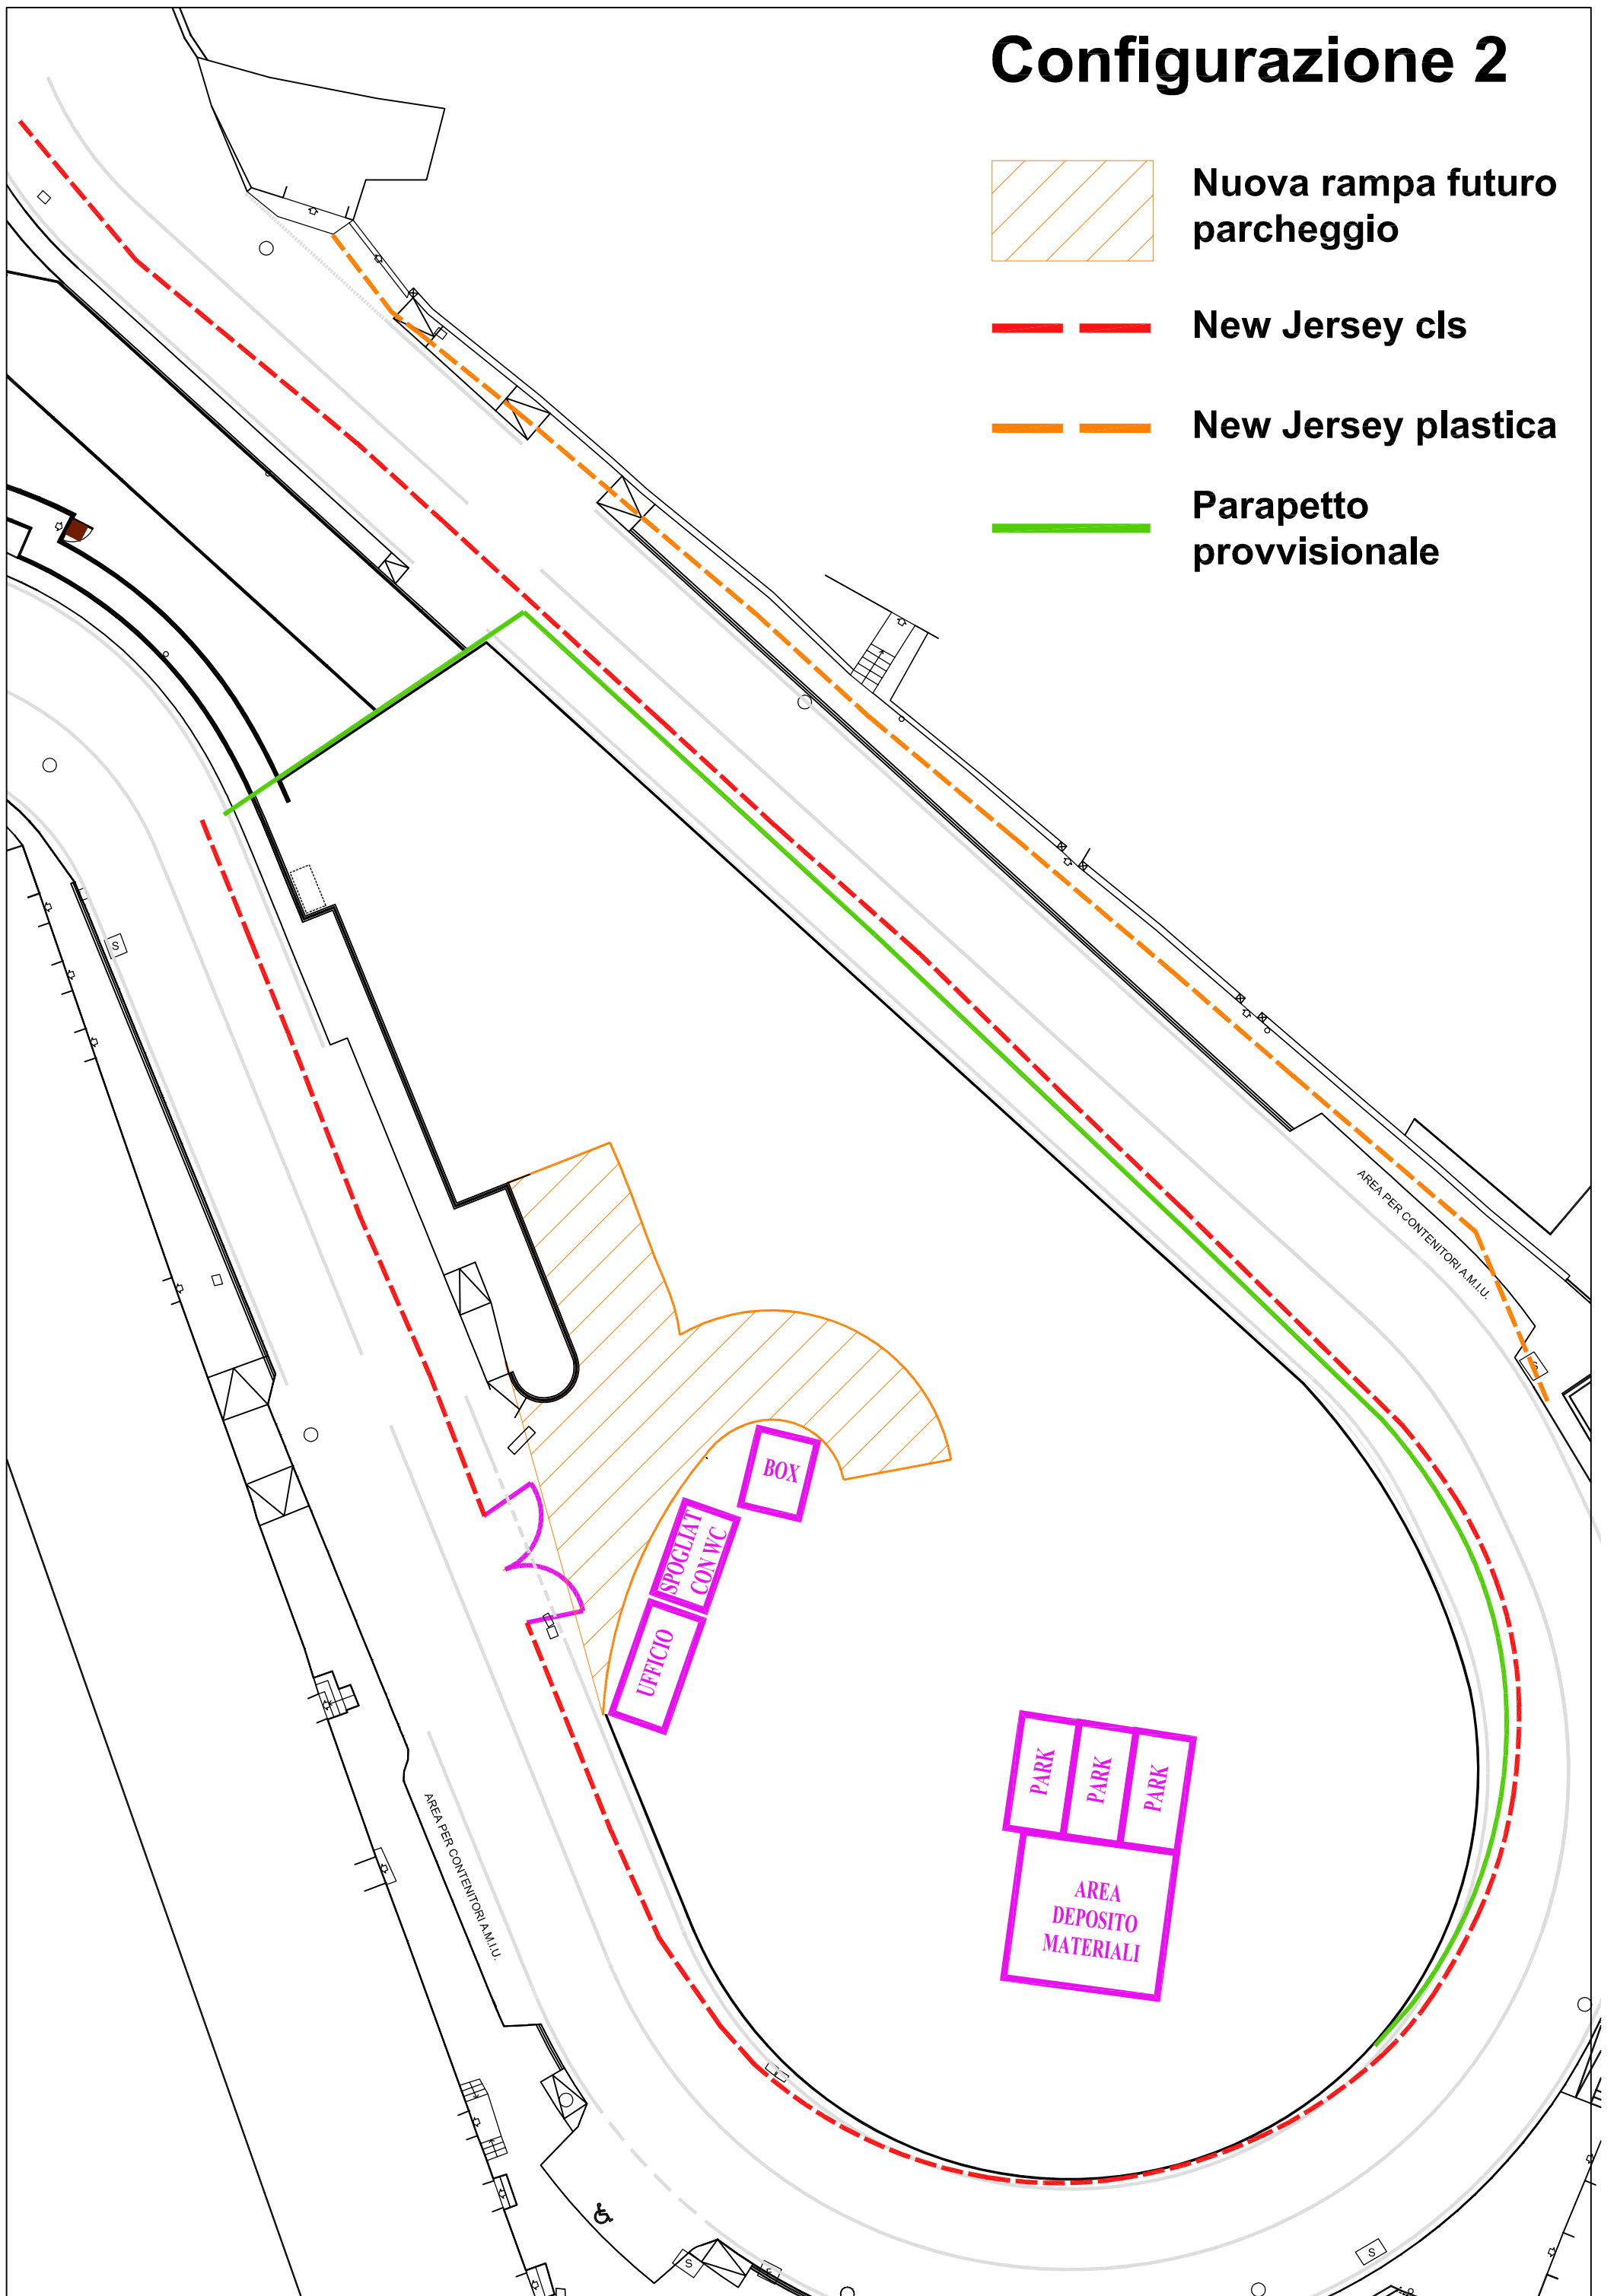 Configurazione 2
Nuova rampa futuro
parcheggio
New Jersey cls
New Jersey plastica
Parapetto
provvisionale
S
AREA PER CONTENITORI A.M.I.U.
S
BOX
SPOGLIAT
CON WC
UFFICIO
PARK
PARK
PARK
AREA
DEPOSITO
MATERIALI
AREA PER CONTENITORI A.M.I.U.
S
S